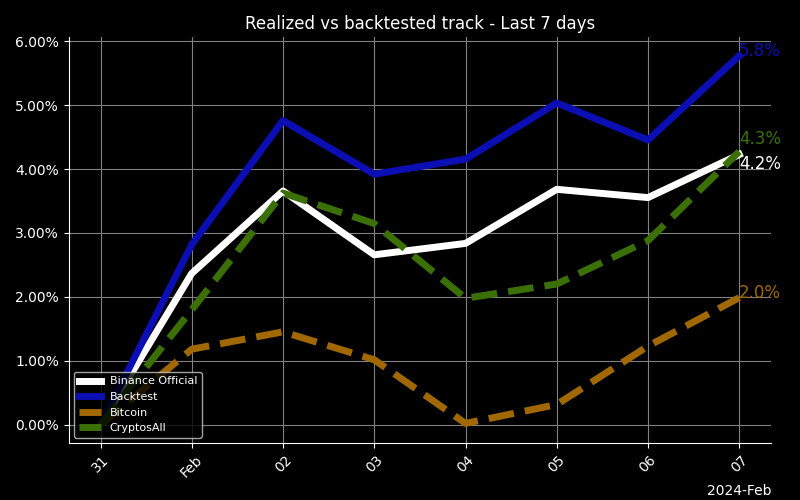 Realized vs backtested track - Last 7 days
6.00%
5.00%
4.00%
3.00%
2.00%
1.00%
0.00%
5.8%
4.3%
4.2%
2.0%
Binance Official
Backtest
Bitcoin
CryptosAll
31
Feb
02
03
04
05
06
07
2024-Feb